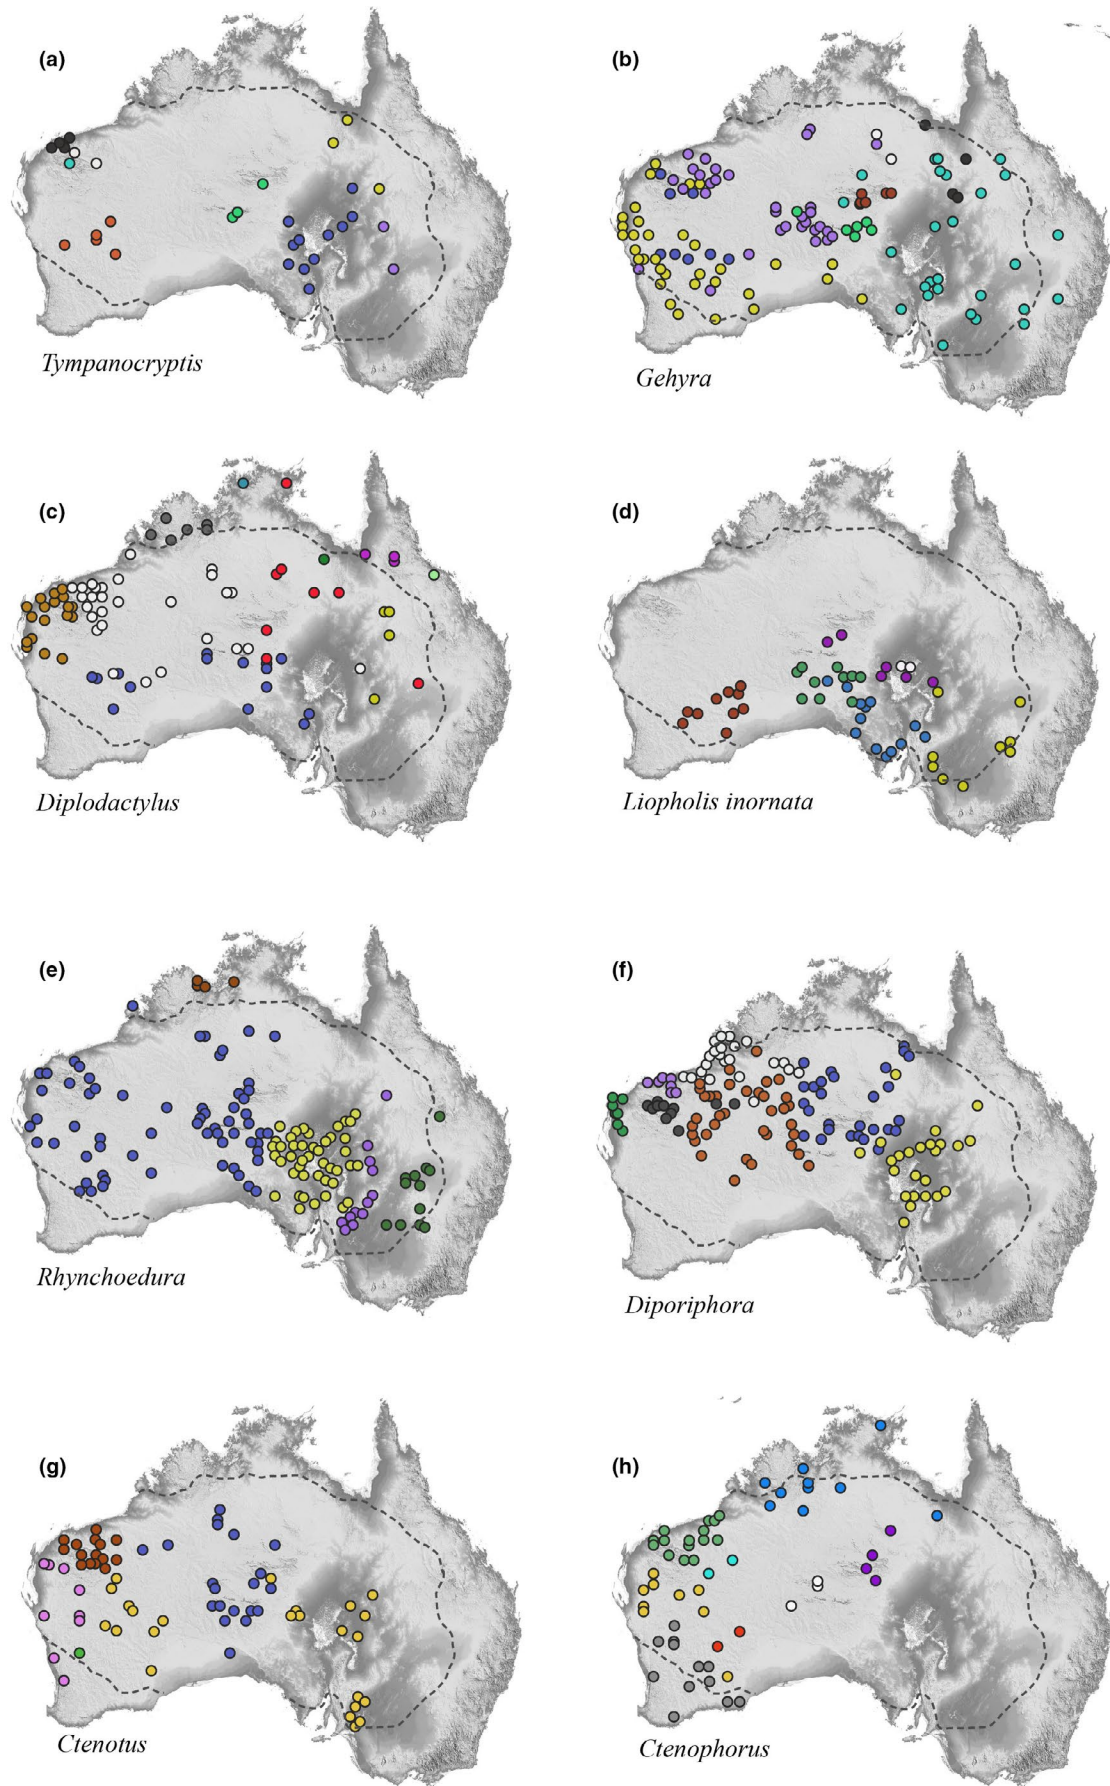 (a)
Tympanocryptis
(b)
Gehyra
(c)
Diplodactylus
(d)
Liopholis inornata
(e)
Rhynchoedura
(f)
Diporiphora
(g)
Ctenotus
(h)
Ctenophorus